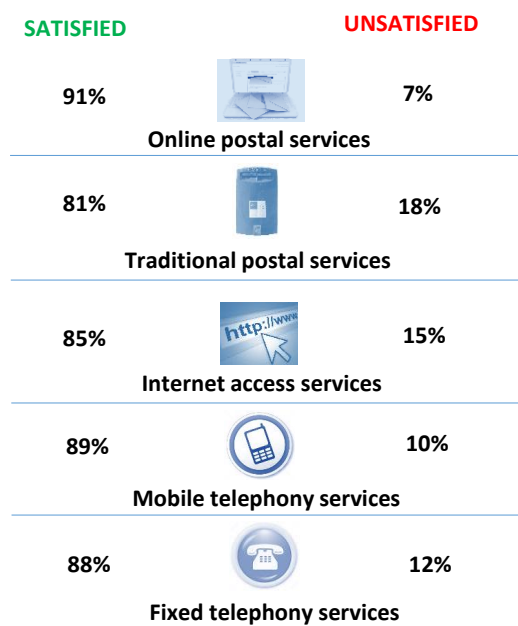 SATISFIED UNSATISFIED
91% 7%
Online postal services
81% 18%
Traditional postal services
http://www
85% 15%
Internet access services
89% 10%
Mobile telephony services
88% 12%
Fixed telephony services